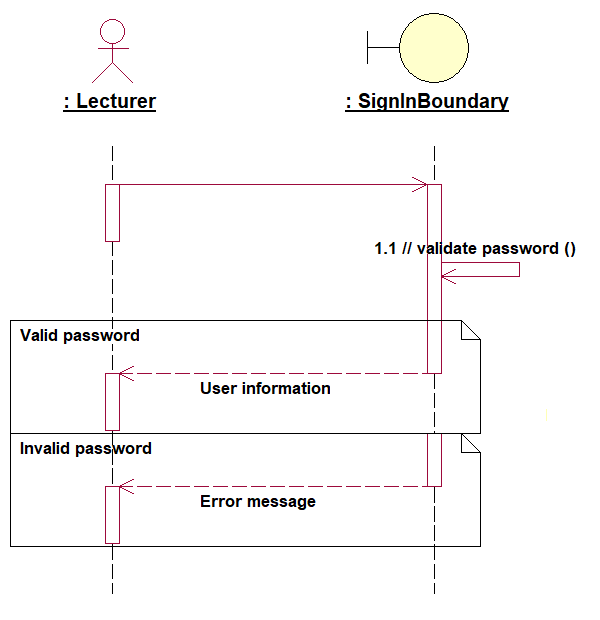 : Lecturer
: SignInBoundary
1.1 // validate password ()
Valid password
User information
Invalid password
Error message